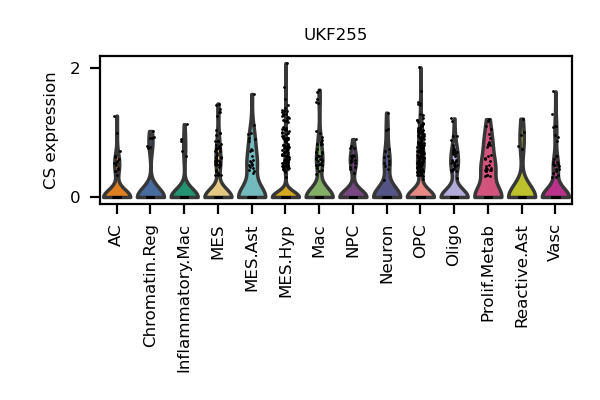 UKF255
CS expression
2
0
AC
Chromatin.Reg
Inflammatory.Mac
MES
MES.Ast
MES.Hyp
Mac
NPC
Neuron
OPC
Oligo
Prolif.Metab
Reactive.Ast
Vasc